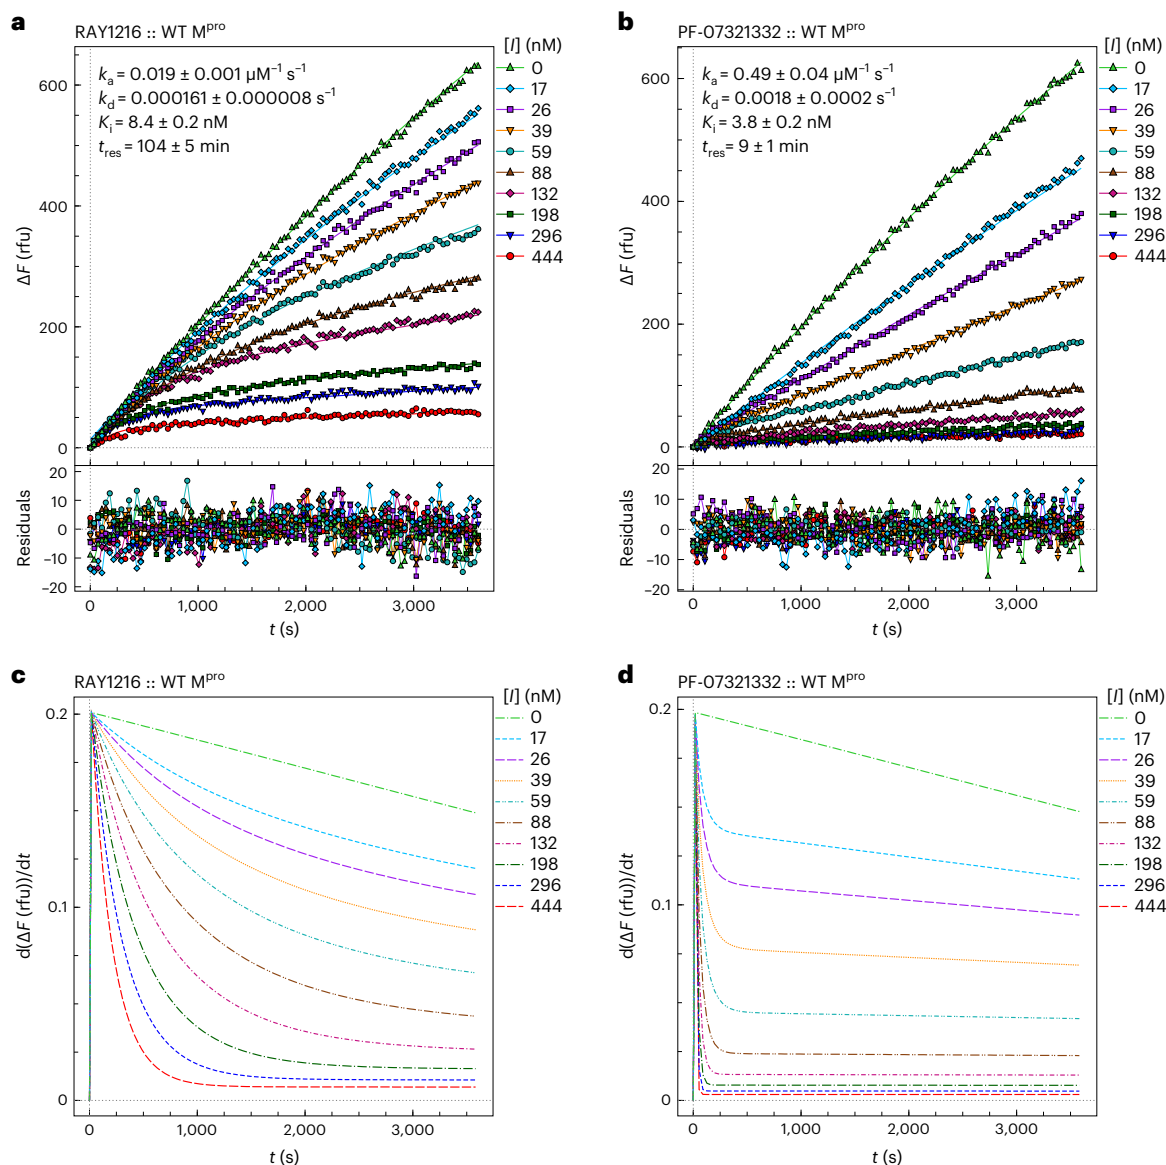 a
RAY1216 :: WT Mᵖʳᵒ
[I] (nM)
kₐ = 0.019 ± 0.001 µM⁻¹ s⁻¹
k_d = 0.000161 ± 0.000008 s⁻¹
Kᵢ = 8.4 ± 0.2 nM
t_res = 104 ± 5 min
0
17
26
39
59
88
132
198
296
444
600
400
200
0
ΔF (rfu)
20
10
0
−10
−20
Residuals
0
1,000
2,000
3,000
t (s)
b
PF-07321332 :: WT Mᵖʳᵒ
[I] (nM)
kₐ = 0.49 ± 0.04 µM⁻¹ s⁻¹
k_d = 0.0018 ± 0.0002 s⁻¹
Kᵢ = 3.8 ± 0.2 nM
t_res = 9 ± 1 min
0
17
26
39
59
88
132
198
296
444
600
400
200
0
ΔF (rfu)
20
10
0
−10
−20
Residuals
0
1,000
2,000
3,000
t (s)
c
RAY1216 :: WT Mᵖʳᵒ
[I] (nM)
0
17
26
39
59
88
132
198
296
444
0.2
0.1
0
d(ΔF (rfu))/dt
0
1,000
2,000
3,000
t (s)
d
PF-07321332 :: WT Mᵖʳᵒ
[I] (nM)
0
17
26
39
59
88
132
198
296
444
0.2
0.1
0
d(ΔF (rfu))/dt
0
1,000
2,000
3,000
t (s)